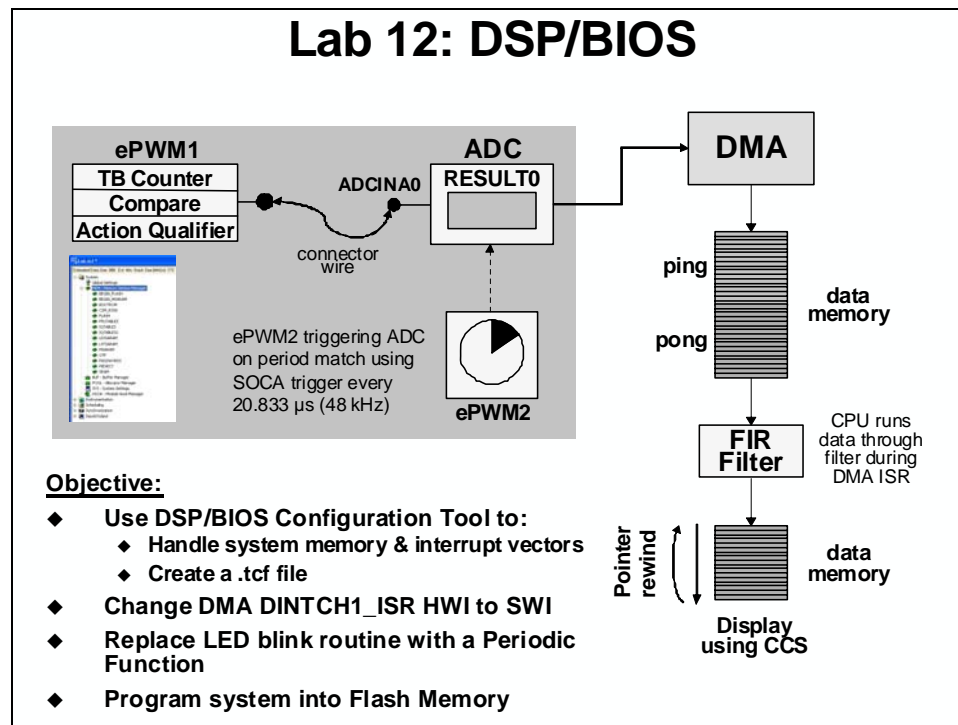 Lab 12: DSP/BIOS
ePWM1
TB Counter
Compare
Action Qualifier
connector
wire
ADCINA0
ADC
RESULT0
DMA
ping
pong
data
memory
ePWM2 triggering ADC
on period match using
SOCA trigger every
20.833 µs (48 kHz)
ePWM2
FIR
Filter
CPU runs
data through
filter during
DMA ISR
Pointer
rewind
data
memory
Display
using CCS
Objective:
◆ Use DSP/BIOS Configuration Tool to:
◆ Handle system memory & interrupt vectors
◆ Create a .tcf file
◆ Change DMA DINTCH1_ISR HWI to SWI
◆ Replace LED blink routine with a Periodic
Function
◆ Program system into Flash Memory